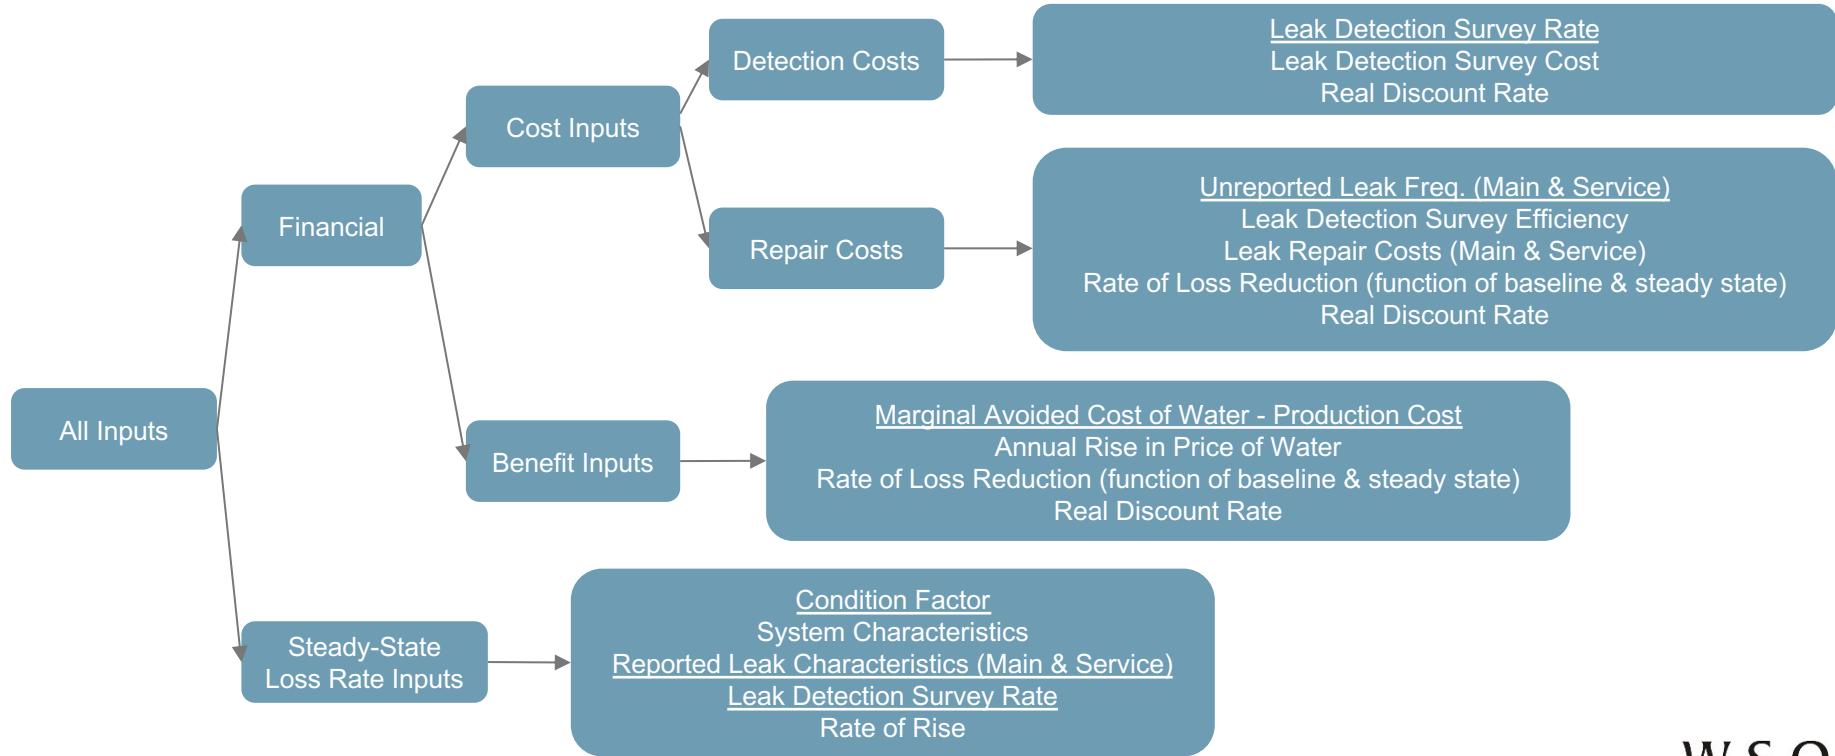 All Inputs
Financial
Cost Inputs
Detection Costs
Leak Detection Survey Rate
Leak Detection Survey Cost
Real Discount Rate
Repair Costs
Unreported Leak Freq. (Main & Service)
Leak Detection Survey Efficiency
Leak Repair Costs (Main & Service)
Rate of Loss Reduction (function of baseline & steady state)
Real Discount Rate
Benefit Inputs
Marginal Avoided Cost of Water - Production Cost
Annual Rise in Price of Water
Rate of Loss Reduction (function of baseline & steady state)
Real Discount Rate
Steady-State
Loss Rate Inputs
Condition Factor
System Characteristics
Reported Leak Characteristics (Main & Service)
Leak Detection Survey Rate
Rate of Rise
WSO